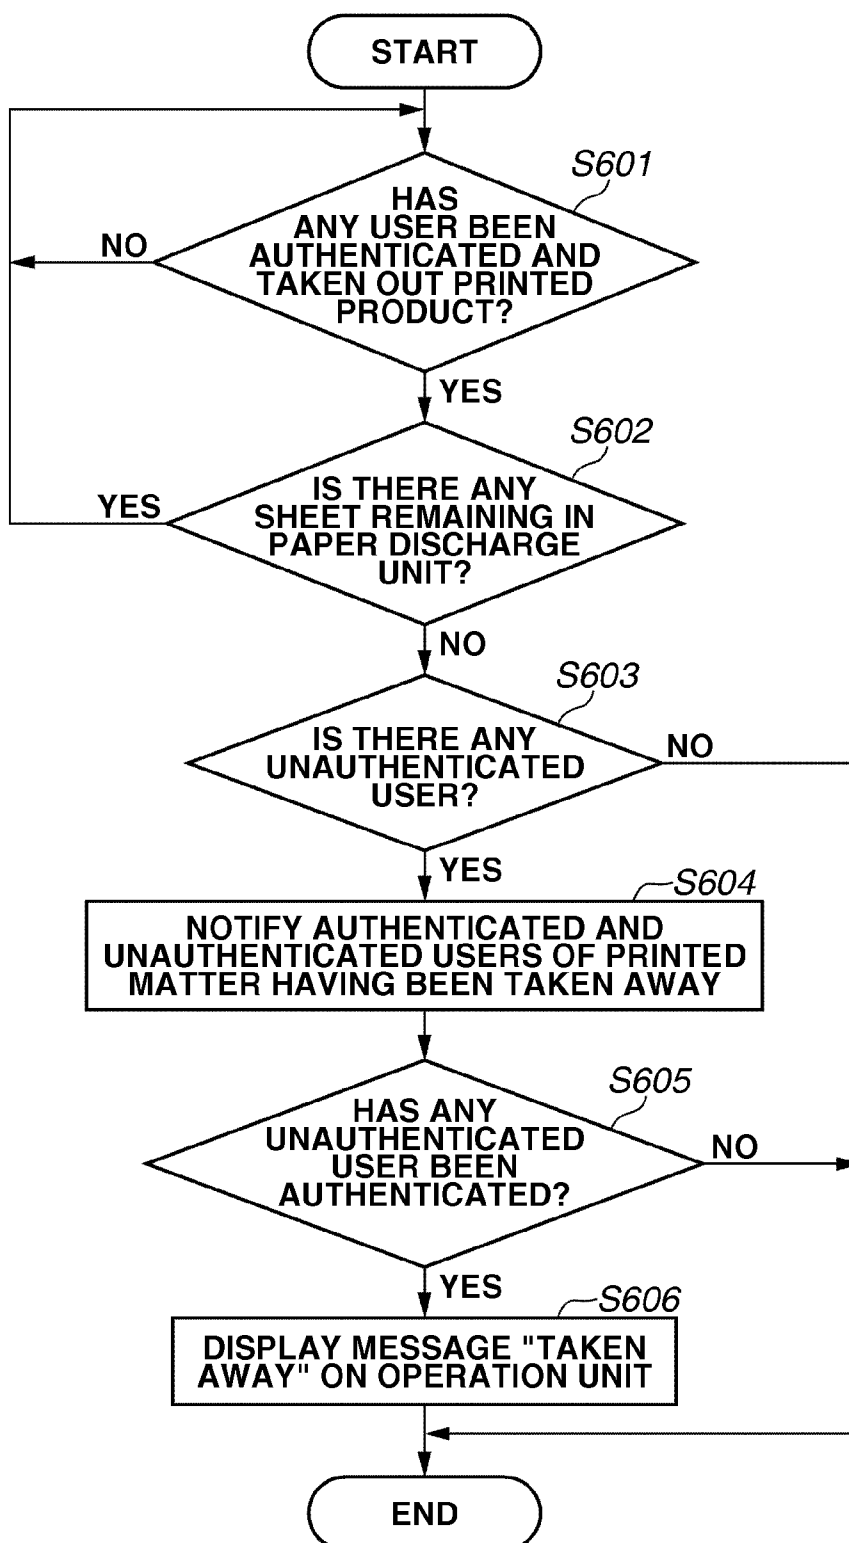 START
S601
HAS
ANY USER BEEN
AUTHENTICATED AND
TAKEN OUT PRINTED
PRODUCT?
NO
YES
S602
IS THERE ANY
SHEET REMAINING IN
PAPER DISCHARGE
UNIT?
YES
NO
S603
IS THERE ANY
UNAUTHENTICATED
USER?
NO
YES
S604
NOTIFY AUTHENTICATED AND
UNAUTHENTICATED USERS OF PRINTED
MATTER HAVING BEEN TAKEN AWAY
S605
HAS ANY
UNAUTHENTICATED
USER BEEN
AUTHENTICATED?
NO
YES
S606
DISPLAY MESSAGE "TAKEN
AWAY" ON OPERATION UNIT
END